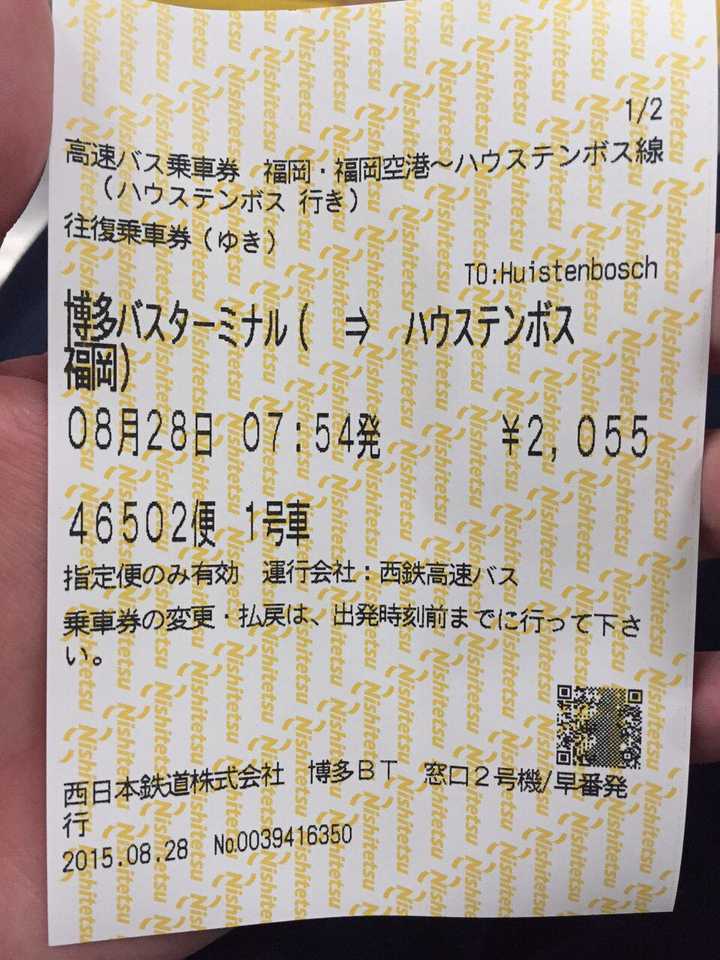 1/2
高速バス乗車券 福岡・福岡空港～ハウステンボス線
（ハウステンボス 行き）
往復乗車券（ゆき）
TO:Huistenbosch
博多バスターミナル( ⇒ ハウステンボス
福岡)
08月28日 07:54発 ¥2,055
46502便 1号車
指定便のみ有効 運行会社：西鉄高速バス
乗車券の変更・払戻は、出発時刻前までに行って下さ
い。
西日本鉄道株式会社 博多BT 窓口2号機/早番発
行
2015.08.28 No.0039416350